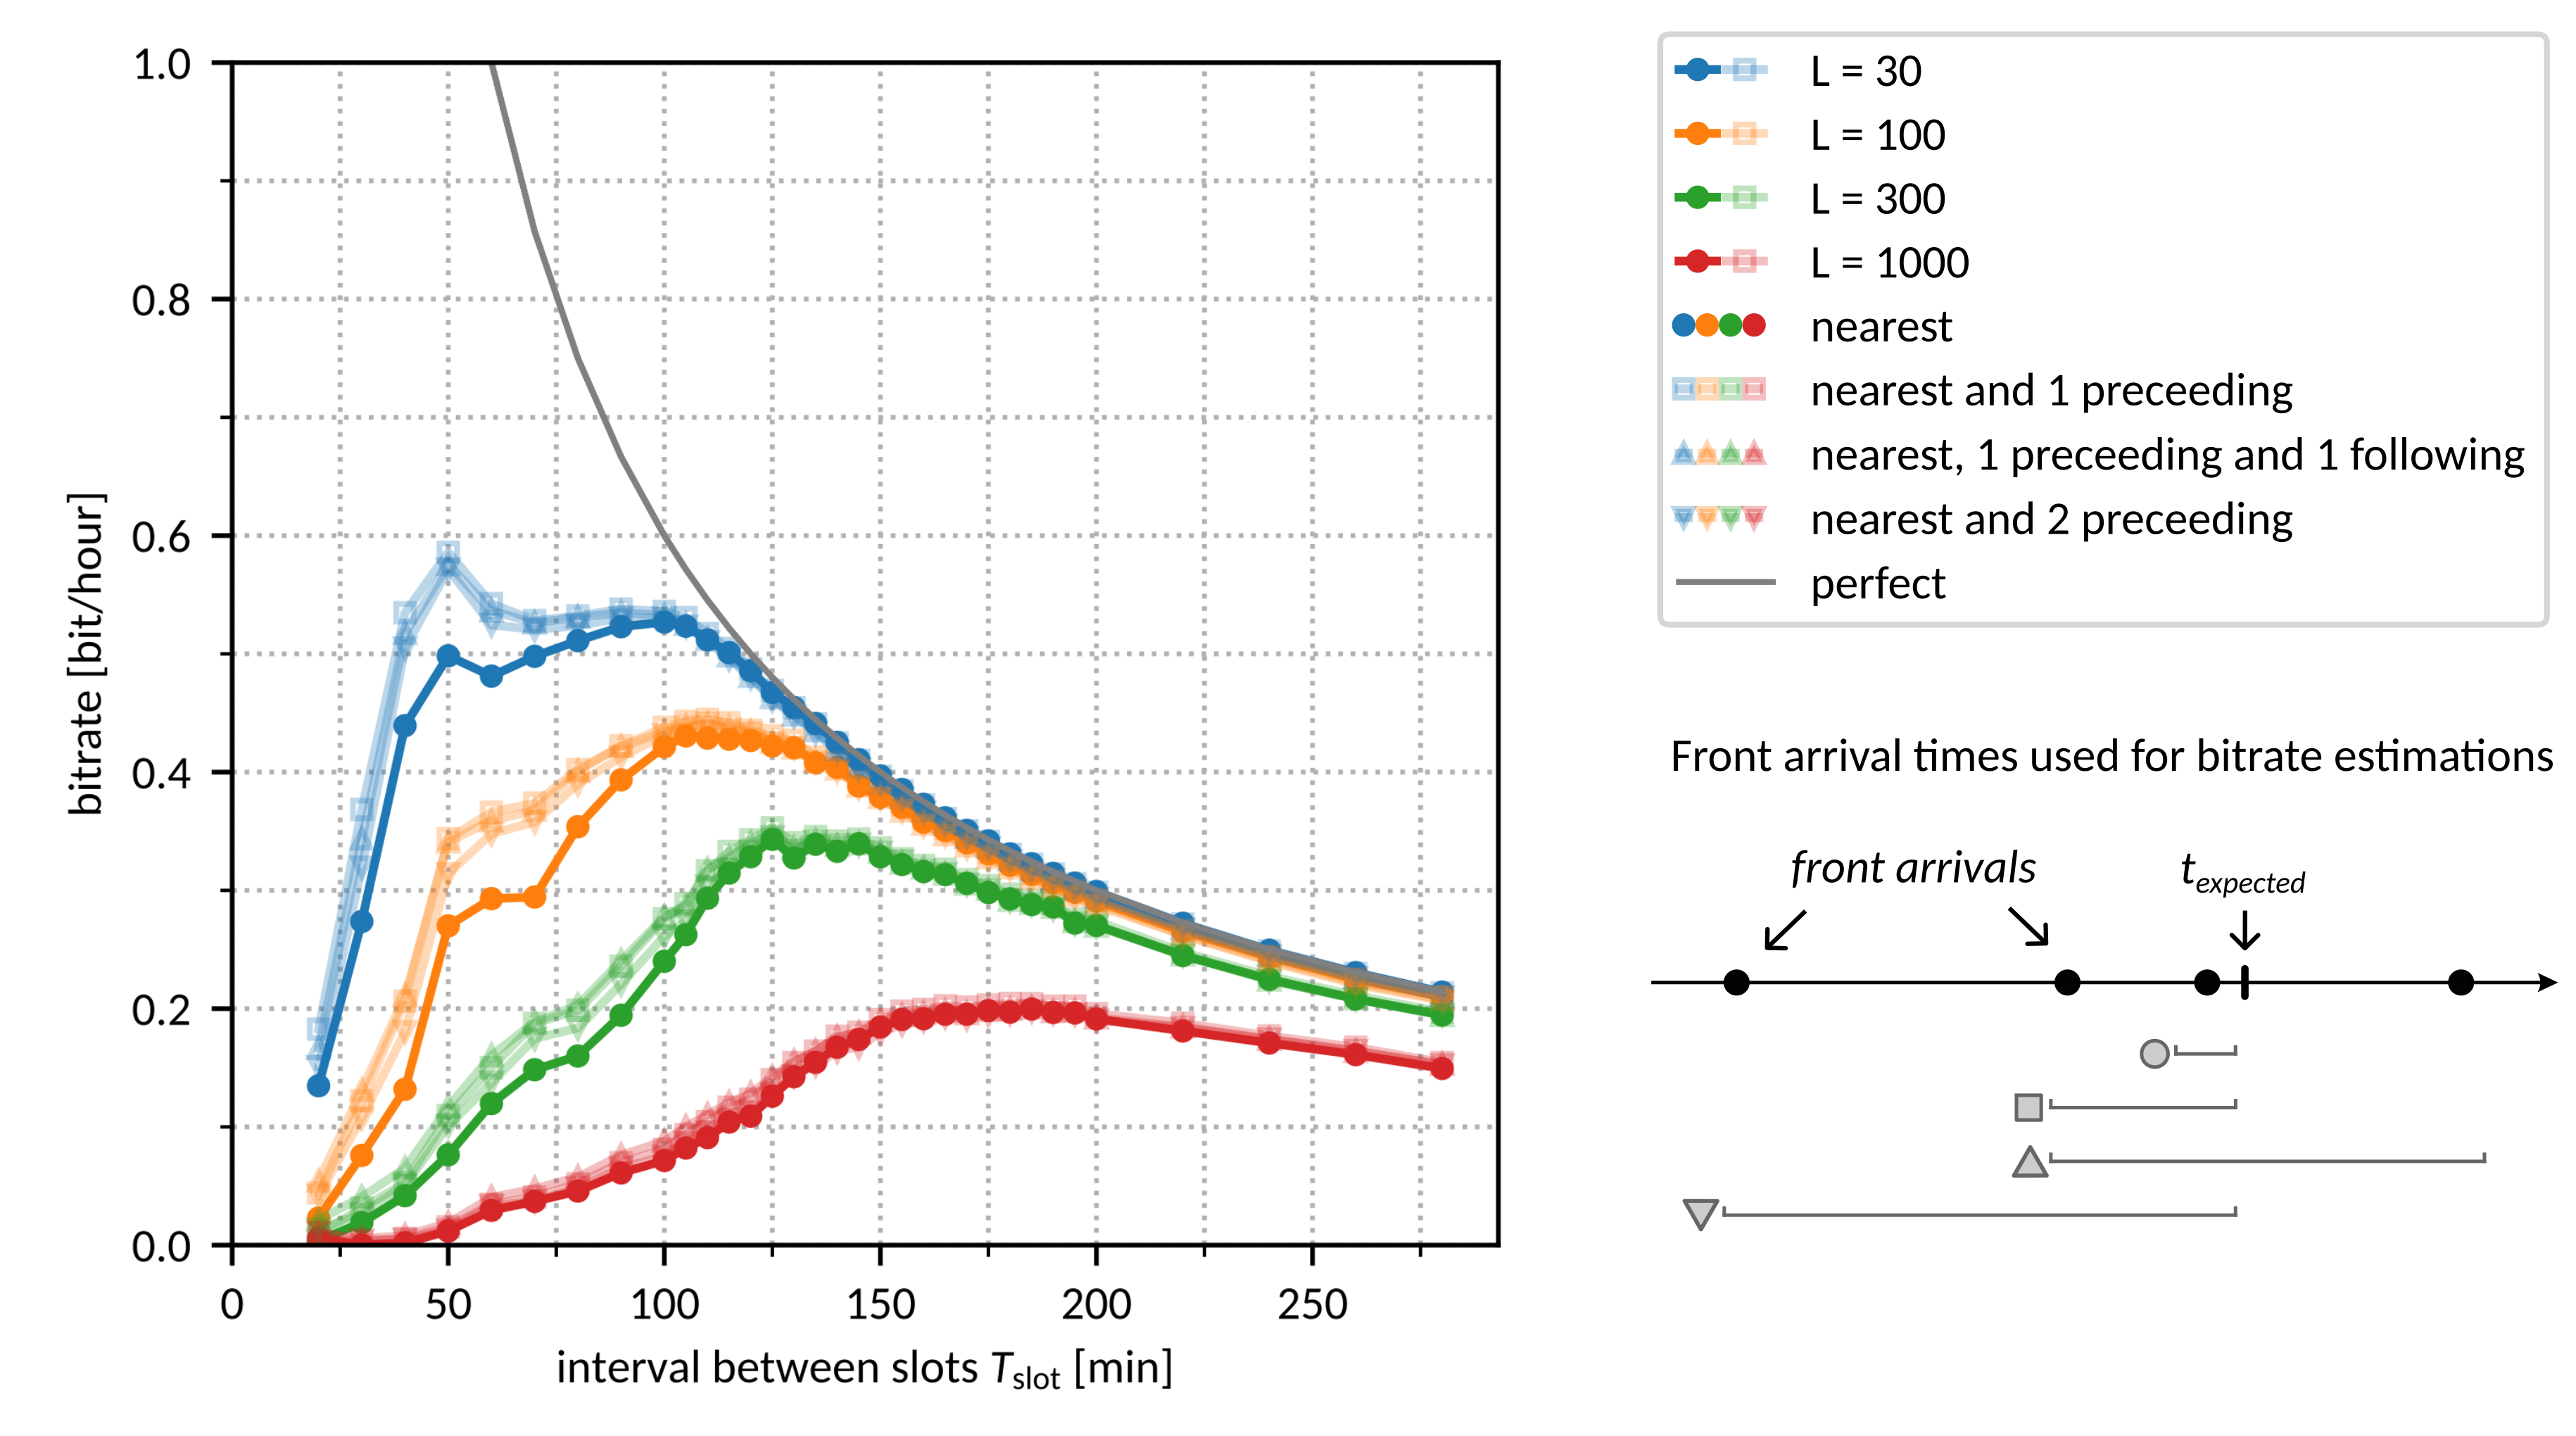 1.0
0.8
0.6
0.4
0.2
0.0
0
50
100
150
200
250
bitrate [bit/hour]
interval between slots Tslot [min]
L = 30
L = 100
L = 300
L = 1000
nearest
nearest and 1 preceeding
nearest, 1 preceeding and 1 following
nearest and 2 preceeding
perfect
Front arrival times used for bitrate estimations
front arrivals
texpected